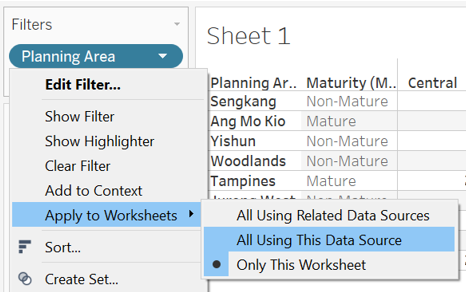 Filters
Planning Area
Edit Filter...
Show Filter
Show Highlighter
Clear Filter
Add to Context
Apply to Worksheets
Sort...
Create Set...
Sheet 1
Planning Ar.. Maturity (M.. Central
Sengkang Non-Mature
Ang Mo Kio Mature
Yishun Non-Mature
Woodlands Non-Mature
Tampines Mature
All Using Related Data Sources
All Using This Data Source
Only This Worksheet